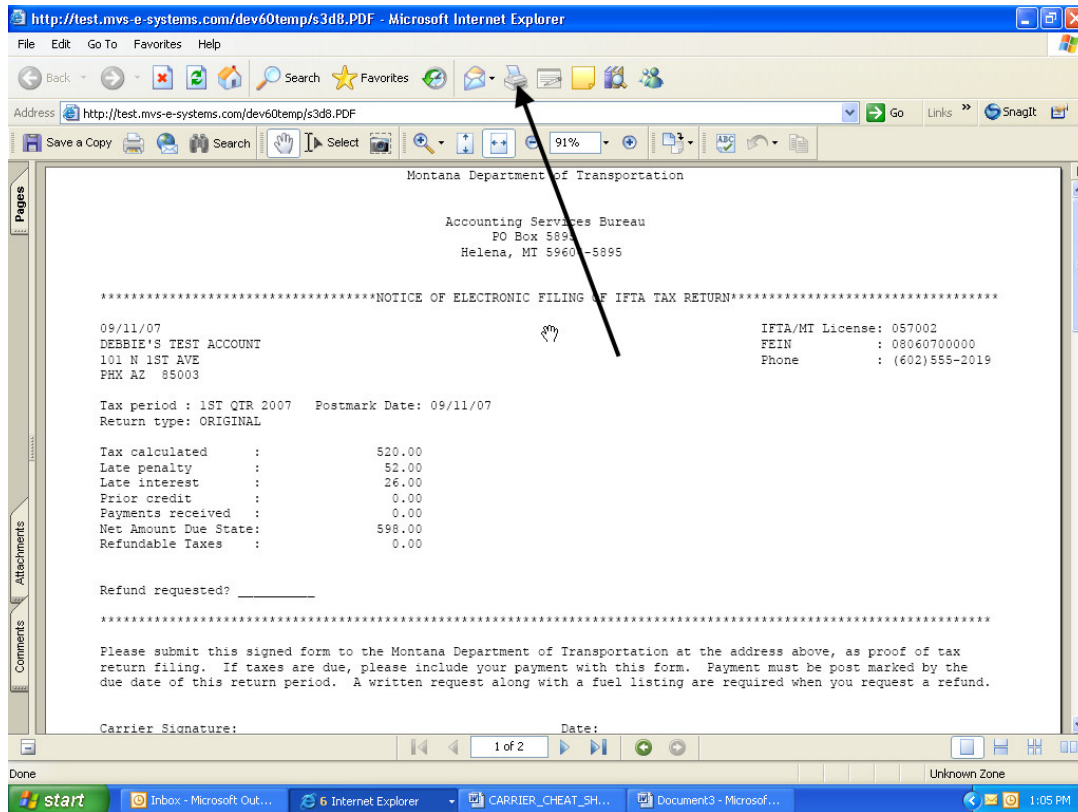 http://test.mvs-e-systems.com/dev60temp/s3d8.PDF - Microsoft Internet Explorer
File Edit Go To Favorites Help
Back Search Favorites
Address http://test.mvs-e-systems.com/dev60temp/s3d8.PDF Go Links » SnagIt
Save a Copy Search Select 91%
Pages
Attachments
Comments
Montana Department of Transportation
Accounting Services Bureau
PO Box 5895
Helena, MT 5960 -5895
************************************NOTICE OF ELECTRONIC FILING OF IFTA TAX RETURN***********************************
09/11/07 IFTA/MT License: 057002
DEBBIE'S TEST ACCOUNT FEIN : 08060700000
101 N 1ST AVE Phone : (602)555-2019
PHX AZ 85003
Tax period : 1ST QTR 2007 Postmark Date: 09/11/07
Return type: ORIGINAL
Tax calculated : 520.00
Late penalty : 52.00
Late interest : 26.00
Prior credit : 0.00
Payments received : 0.00
Net Amount Due State: 598.00
Refundable Taxes : 0.00
Refund requested? __________
********************************************************************************************************************
Please submit this signed form to the Montana Department of Transportation at the address above, as proof of tax
return filing. If taxes are due, please include your payment with this form. Payment must be post marked by the
due date of this return period. A written request along with a fuel listing are required when you request a refund.
Carrier Signature: Date:
1 of 2
Done Unknown Zone
start Inbox - Microsoft Out... 6 Internet Explorer CARRIER_CHEAT_SH... Document3 - Microsof... 1:05 PM